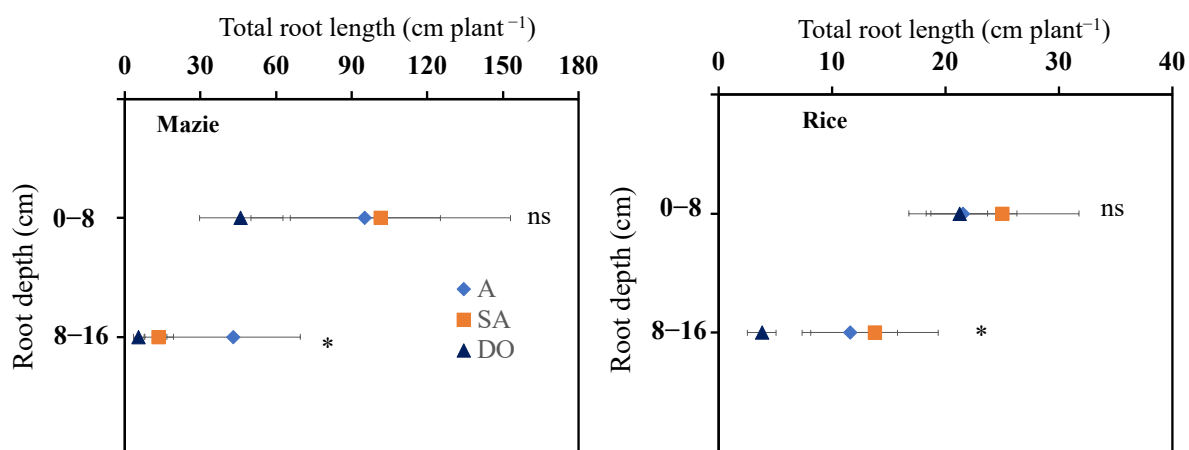 Total root length (cm plant⁻¹)
0 30 60 90 120 150 180
Mazie
Root depth (cm)
0−8
ns
8−16
*
A
SA
DO
Total root length (cm plant⁻¹)
0 10 20 30 40
Rice
Root depth (cm)
0−8
ns
8−16
*